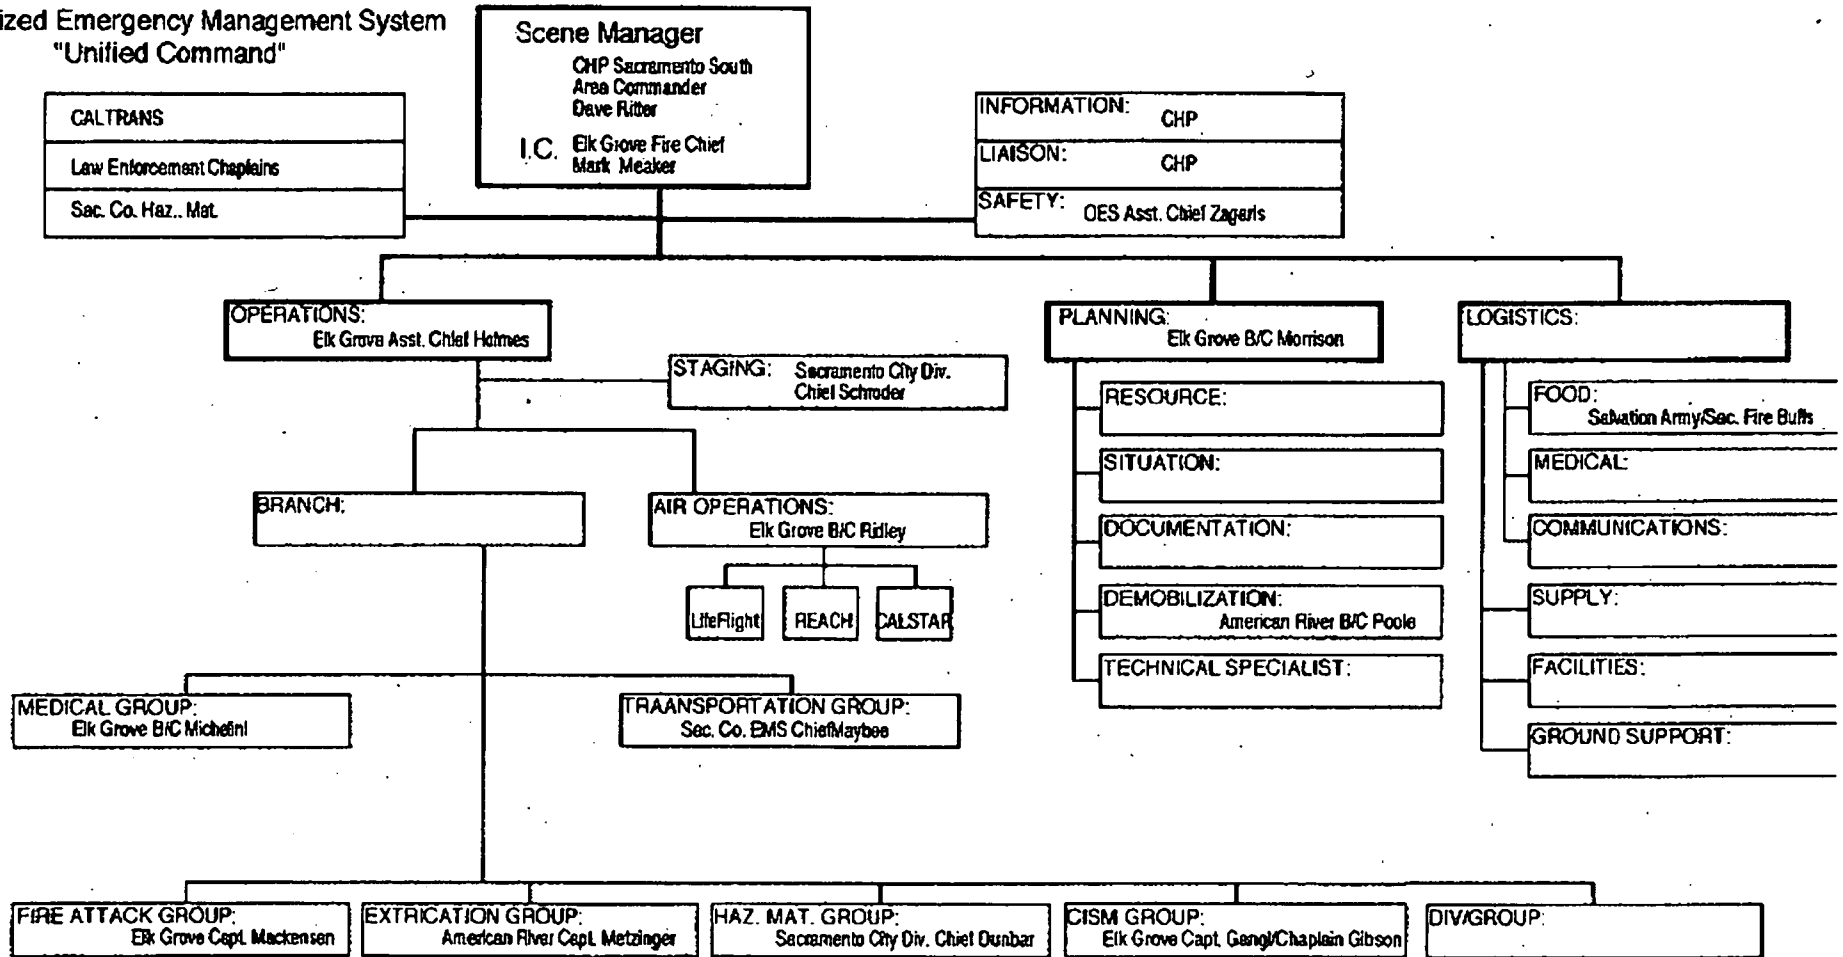 ized Emergency Management System
"Unified Command"
Scene Manager
CHP Sacramento South
Area Commander
Dave Ritter
I.C. Elk Grove Fire Chief
Mark Meaker
CALTRANS
Law Enforcement Chaplains
Sac. Co. Haz.. Mat.
INFORMATION: CHP
LIAISON: CHP
SAFETY: OES Asst. Chief Zagaris
OPERATIONS:
Elk Grove Asst. Chief Holmes
STAGING: Sacramento City Div.
Chief Schroder
PLANNING:
Elk Grove B/C Morrison
LOGISTICS:
RESOURCE:
SITUATION:
DOCUMENTATION:
DEMOBILIZATION:
American River B/C Poole
TECHNICAL SPECIALIST:
FOOD:
Salvation Army/Sac. Fire Buffs
MEDICAL:
COMMUNICATIONS:
SUPPLY:
FACILITIES:
GROUND SUPPORT:
BRANCH:
AIR OPERATIONS:
Elk Grove B/C Ridley
LifeFlight
REACH
CALSTAR
MEDICAL GROUP:
Elk Grove B/C Michelini
TRAANSPORTATION GROUP:
Sac. Co. EMS ChiefMaybee
FIRE ATTACK GROUP:
Elk Grove Capt. Mackensen
EXTRICATION GROUP:
American River Capt. Metzinger
HAZ. MAT. GROUP:
Sacramento City Div. Chief Dunbar
CISM GROUP:
Elk Grove Capt. Gangl/Chaplain Gibson
DIV/GROUP: